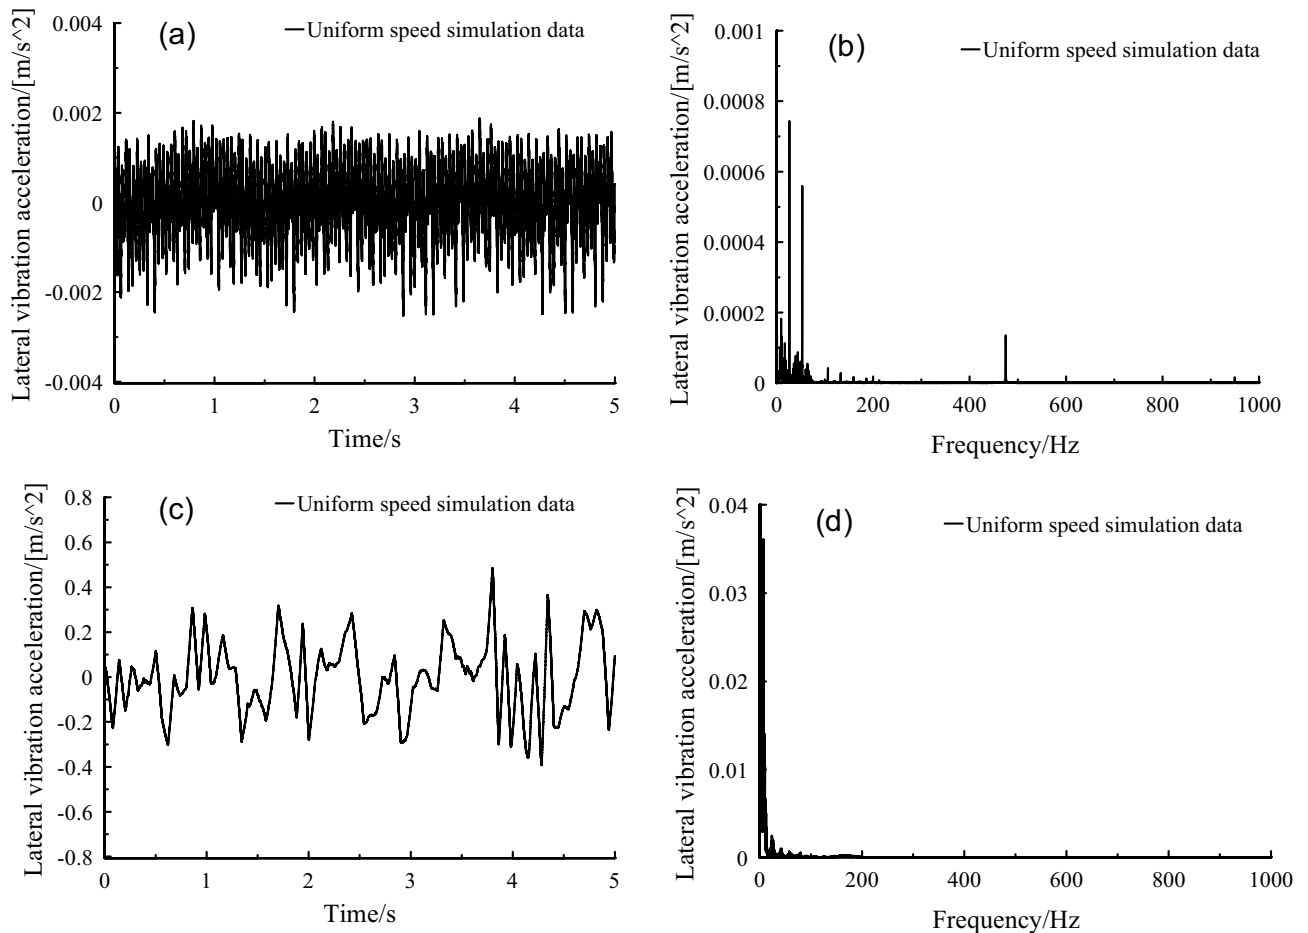 (a)
Uniform speed simulation data
Lateral vibration acceleration/[m/s^2]
0.004
0.002
0
-0.002
-0.004
0 1 2 3 4 5
Time/s
(b)
Uniform speed simulation data
Lateral vibration acceleration/[m/s^2]
0.001
0.0008
0.0006
0.0004
0.0002
0
0 200 400 600 800 1000
Frequency/Hz
(c)
Uniform speed simulation data
Lateral vibration acceleration/[m/s^2]
0.8
0.6
0.4
0.2
0
-0.2
-0.4
-0.6
-0.8
0 1 2 3 4 5
Time/s
(d)
Uniform speed simulation data
Lateral vibration acceleration/[m/s^2]
0.04
0.03
0.02
0.01
0
0 200 400 600 800 1000
Frequency/Hz